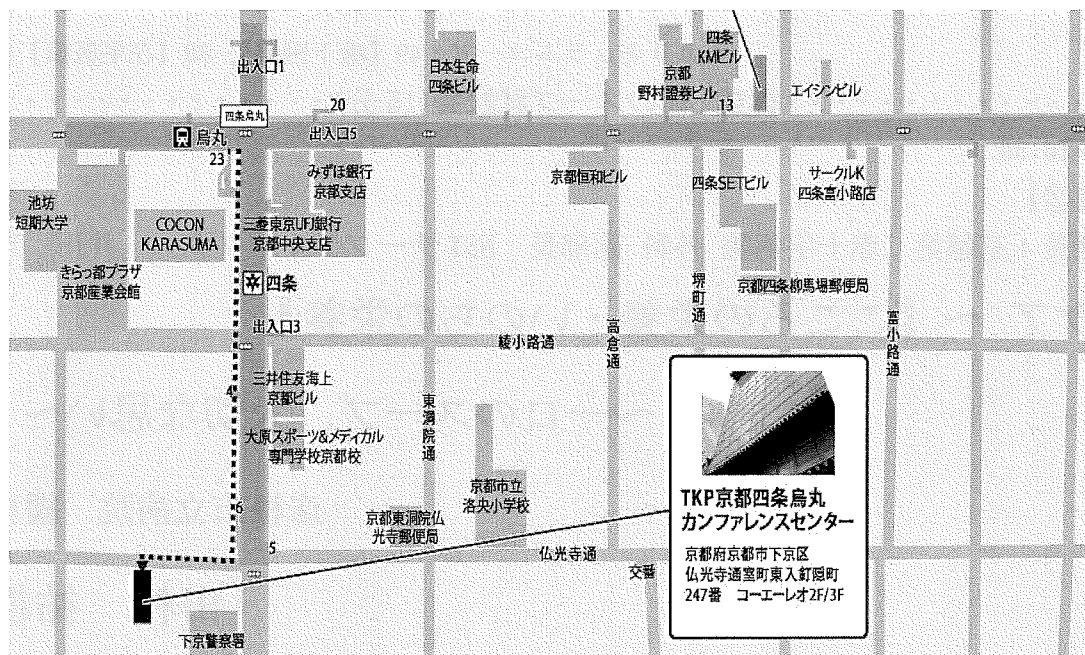 出入口1
日本生命
四条ビル
四条
KMビル
京都
野村證券ビル
13
エイシンビル
四条烏丸
20
出入口5
烏丸
23
みずほ銀行
京都支店
京都恒和ビル
四条SETビル
サークルK
四条富小路店
池坊
短期大学
COCON
KARASUMA
三菱東京UFJ銀行
京都中央支店
きらっ都プラザ
京都産業会館
四条
京都四条柳馬場郵便局
堺町通
出入口3
綾小路通
高倉通
富小路通
三井住友海上
京都ビル
4
東洞院通
大原スポーツ&メディカル
専門学校京都校
京都市立
洛央小学校
6
京都東洞院仏
光寺郵便局
5
仏光寺通
交番
下京警察署
TKP京都四条烏丸
カンファレンスセンター
京都府京都市下京区
仏光寺通室町東入釘隠町
247番 コーエーレオ2F/3F